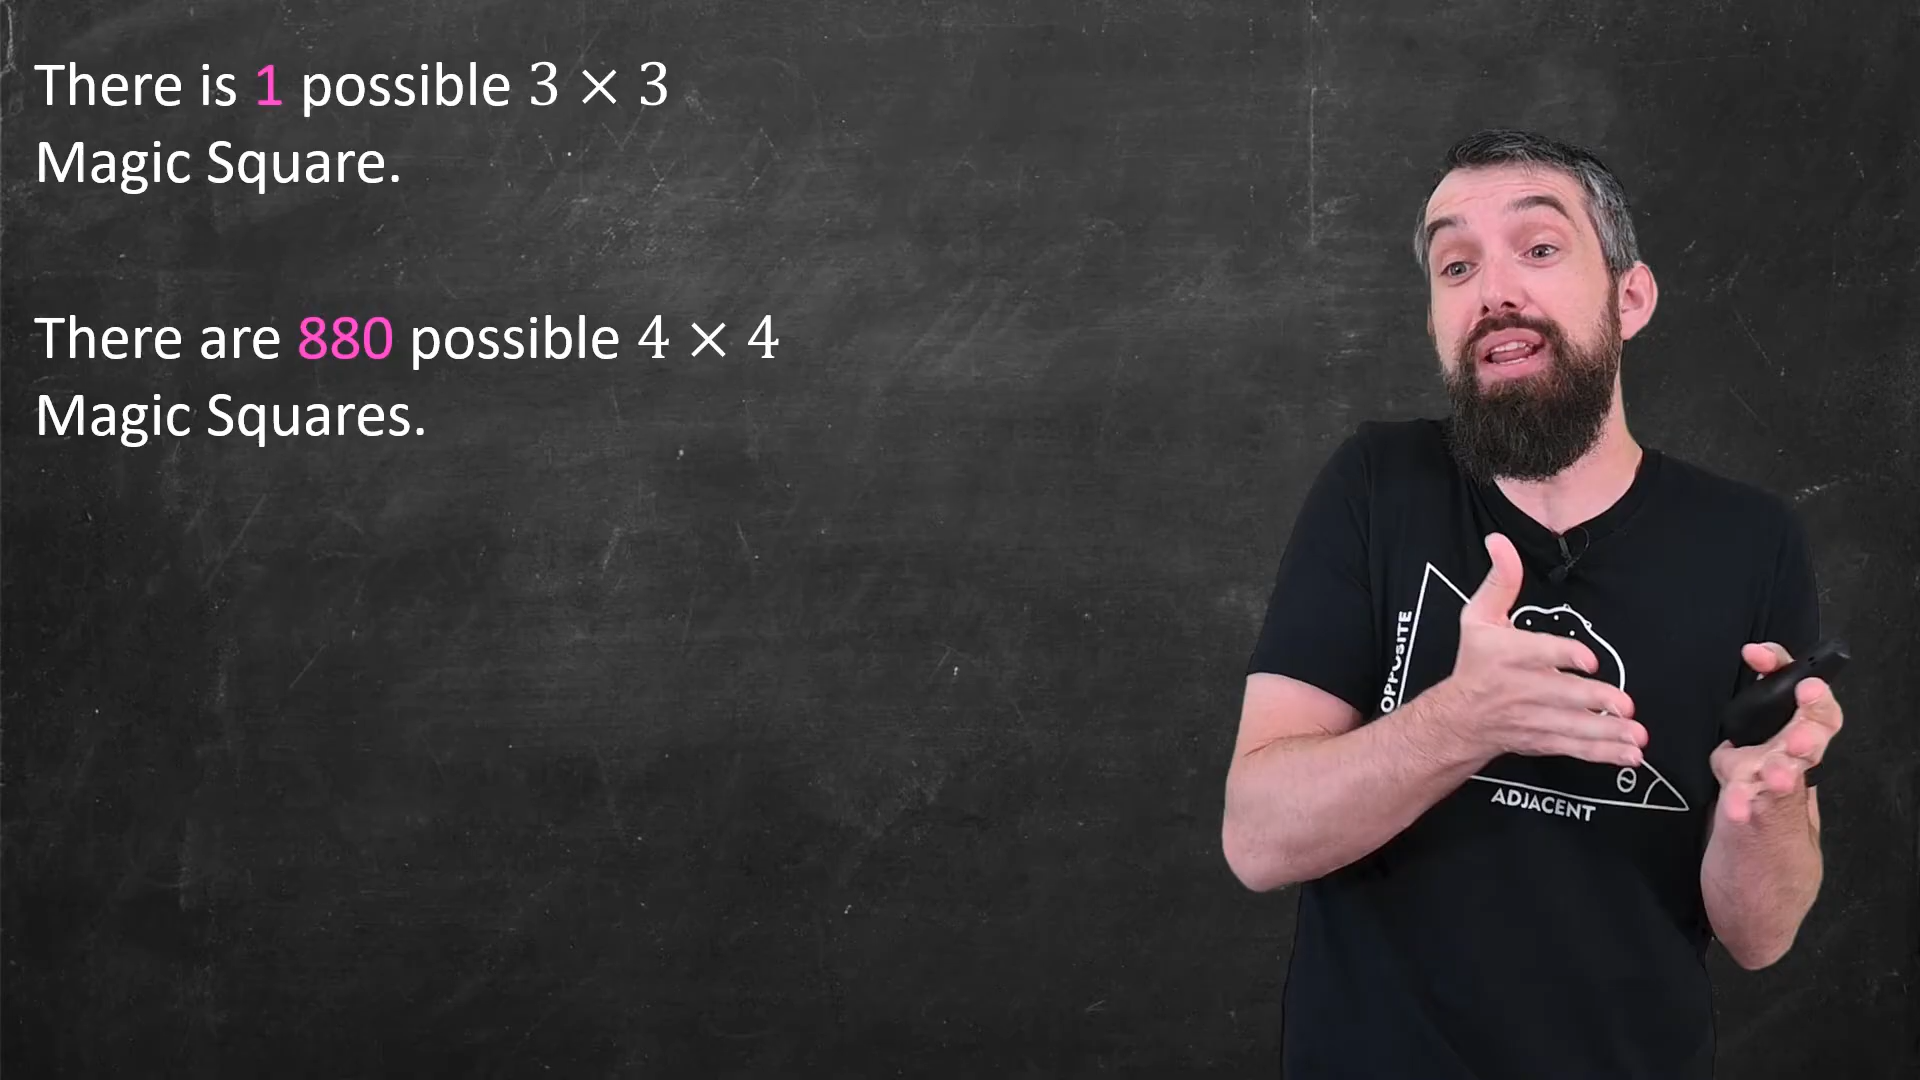 There is 1 possible 3 × 3
Magic Square.
There are 880 possible 4 × 4
Magic Squares.
OPPOSITE
θ
ADJACENT